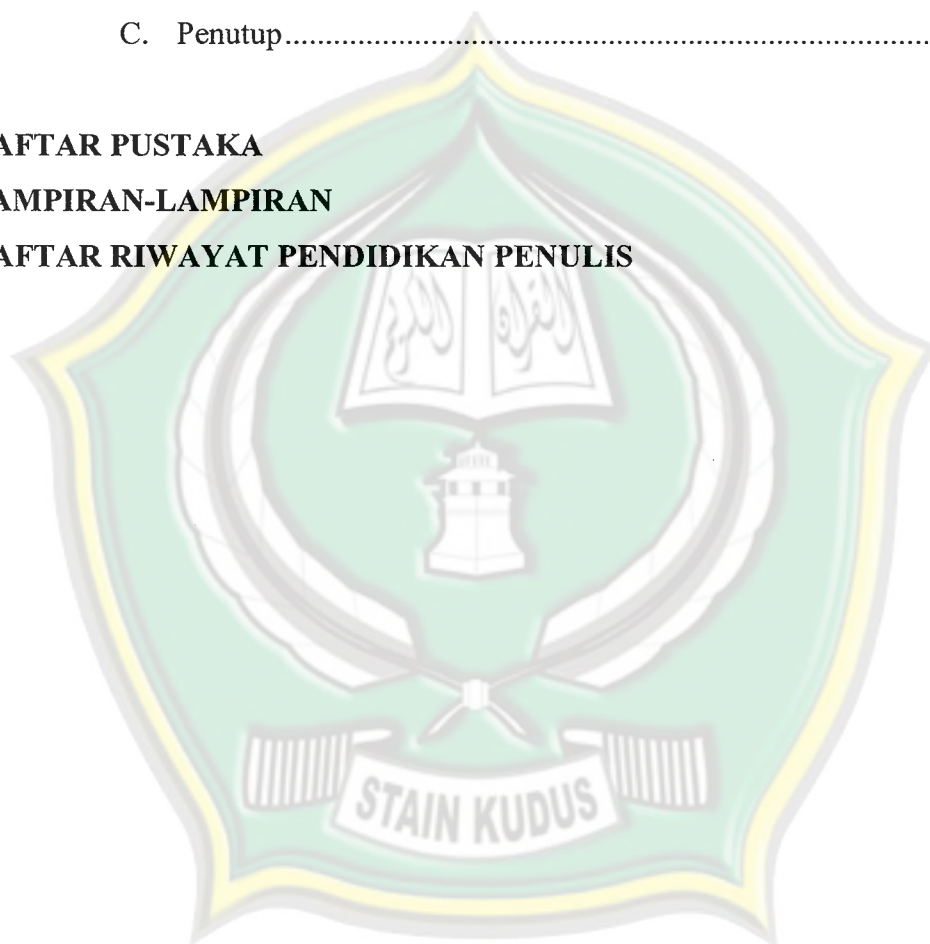 C. Penutup...............................................................................
AFTAR PUSTAKA
AMPIRAN-LAMPIRAN
AFTAR RIWAYAT PENDIDIKAN PENULIS
STAIN KUDUS